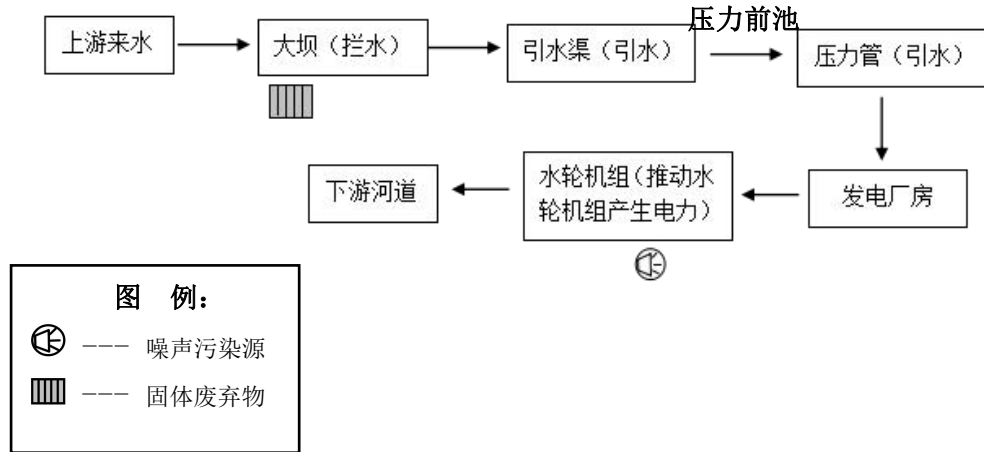 压力前池
上游来水
大坝（拦水）
引水渠（引水）
压力管（引水）
下游河道
水轮机组（推动水
轮机组产生电力）
发电厂房
图 例：
--- 噪声污染源
--- 固体废弃物